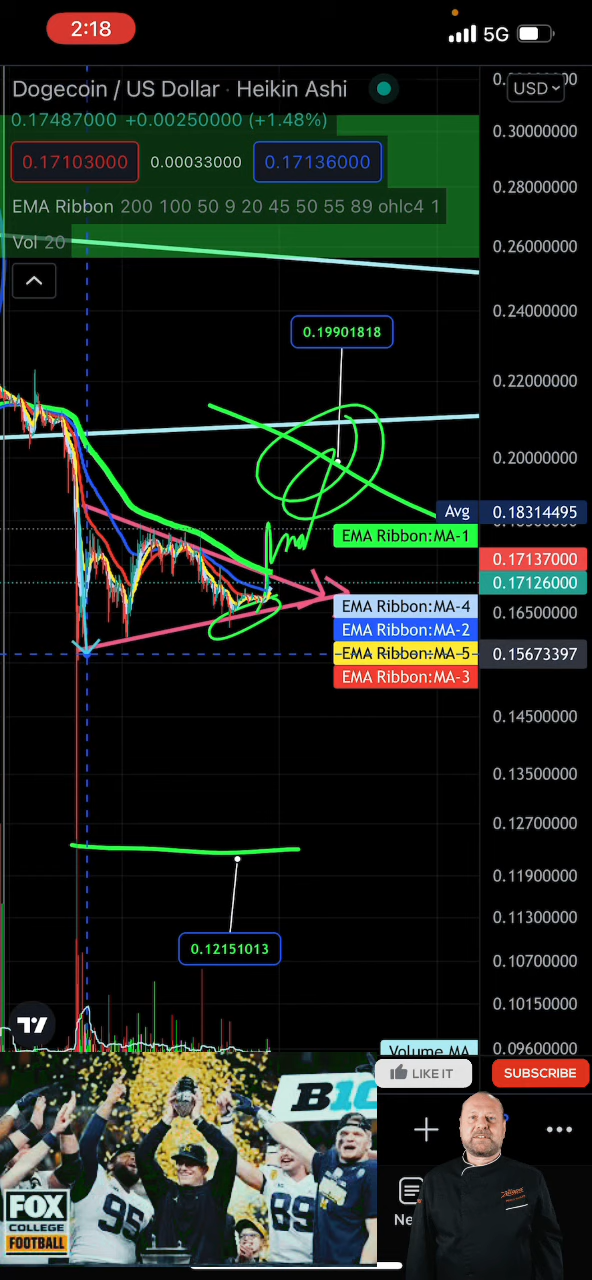 2:18
5G
Dogecoin / US Dollar · Heikin Ashi
USD
0.17487000 +0.00250000 (+1.48%)
0.30000000
0.17103000 0.00033000 0.17136000
0.28000000
EMA Ribbon 200 100 50 9 20 45 50 55 89 ohlc4 1
Vol 20
0.26000000
0.24000000
0.19901818
0.22000000
0.20000000
Avg 0.18314495
EMA Ribbon:MA-1
0.17137000
0.17126000
EMA Ribbon:MA-4 0.16500000
EMA Ribbon:MA-2
EMA Ribbon:MA-5 0.15673397
EMA Ribbon:MA-3
0.14500000
0.13500000
0.12700000
0.11900000
0.11300000
0.12151013
0.10700000
0.10150000
0.09600000
Volume MA
LIKE IT
SUBSCRIBE
B1G
95
89
FOX
COLLEGE
FOOTBALL
Ne